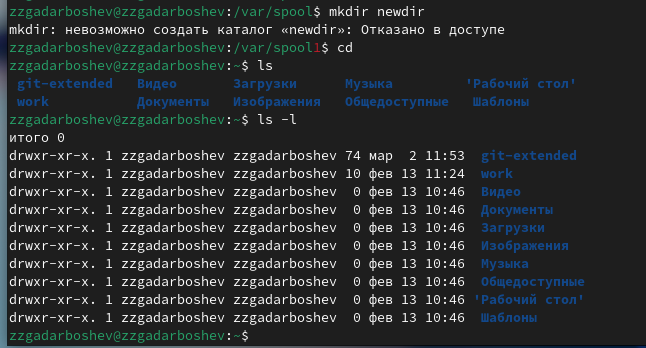 zzgadarboshev@zzgadarboshev:/var/spool$ mkdir newdir
mkdir: невозможно создать каталог «newdir»: Отказано в доступе
zzgadarboshev@zzgadarboshev:/var/spool1$ cd
zzgadarboshev@zzgadarboshev:~$ ls
git-extended Видео Загрузки Музыка 'Рабочий стол'
work Документы Изображения Общедоступные Шаблоны
zzgadarboshev@zzgadarboshev:~$ ls -l
итого 0
drwxr-xr-x. 1 zzgadarboshev zzgadarboshev 74 мар  2 11:53 git-extended
drwxr-xr-x. 1 zzgadarboshev zzgadarboshev 10 фев 13 11:24 work
drwxr-xr-x. 1 zzgadarboshev zzgadarboshev  0 фев 13 10:46 Видео
drwxr-xr-x. 1 zzgadarboshev zzgadarboshev  0 фев 13 10:46 Документы
drwxr-xr-x. 1 zzgadarboshev zzgadarboshev  0 фев 13 10:46 Загрузки
drwxr-xr-x. 1 zzgadarboshev zzgadarboshev  0 фев 13 10:46 Изображения
drwxr-xr-x. 1 zzgadarboshev zzgadarboshev  0 фев 13 10:46 Музыка
drwxr-xr-x. 1 zzgadarboshev zzgadarboshev  0 фев 13 10:46 Общедоступные
drwxr-xr-x. 1 zzgadarboshev zzgadarboshev  0 фев 13 10:46 'Рабочий стол'
drwxr-xr-x. 1 zzgadarboshev zzgadarboshev  0 фев 13 10:46 Шаблоны
zzgadarboshev@zzgadarboshev:~$